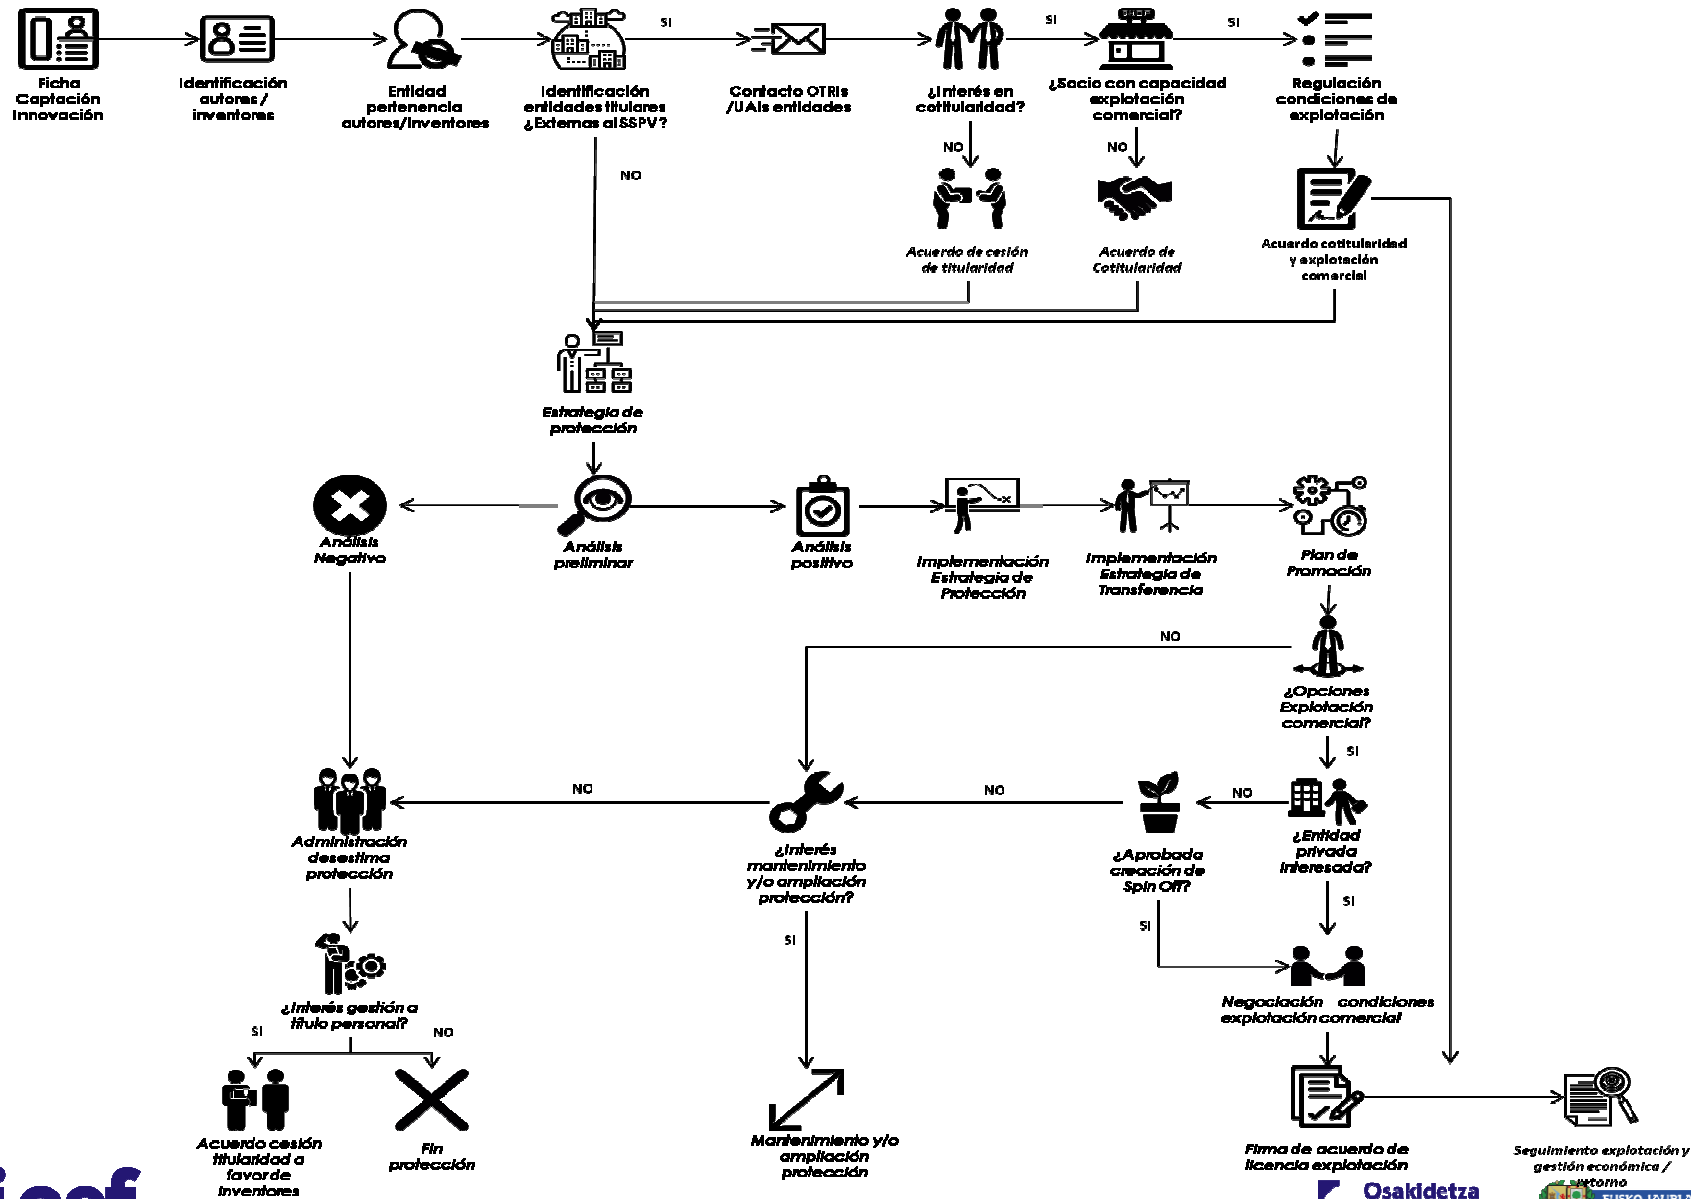 Ficha
Captación
Innovación
Identificación
autores /
inventores
Entidad
pertenencia
autores/inventores
Identificación
entidades titulares
¿Externas al SSPV?
SI
Contacto OTRIs
/UAIs entidades
¿Interés en
cotitularidad?
SI
¿Socio con capacidad
explotación
comercial?
SI
Regulación
condiciones de
explotación
NO
NO
NO
Acuerdo de cesión
de titularidad
Acuerdo de
Cotitularidad
Acuerdo cotitularidad
y explotación
comercial
Estrategia de
protección
Análisis
Negativo
Análisis
preliminar
Análisis
positivo
Implementación
Estrategia de
Protección
Implementación
Estrategia de
Transferencia
Plan de
Promoción
NO
¿Opciones
Explotación
comercial?
SI
NO
NO
NO
Administración
desestima
protección
¿Interés
mantenimiento
y/o ampliación
protección?
¿Aprobada
creación de
Spin Off?
¿Entidad
privada
interesada?
SI
SI
SI
¿Interés gestión a
título personal?
SI
NO
Negociación condiciones
explotación comercial
Acuerdo cesión
titularidad a
favor de
inventores
Fin
protección
Mantenimiento y/o
ampliación
protección
Firma de acuerdo de
licencia explotación
Seguimiento explotación y
gestión económica /
retorno
Osakidetza